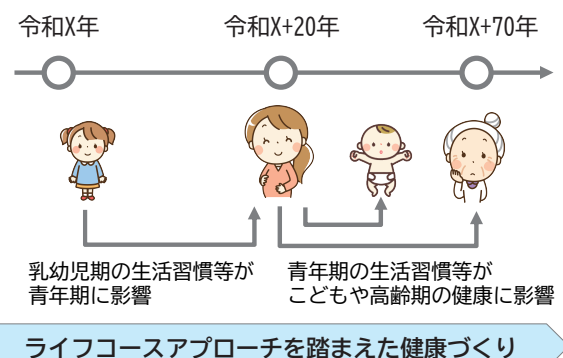 令和X年
令和X+20年
令和X+70年
乳幼児期の生活習慣等が
青年期に影響
青年期の生活習慣等が
こどもや高齢期の健康に影響
ライフコースアプローチを踏まえた健康づくり